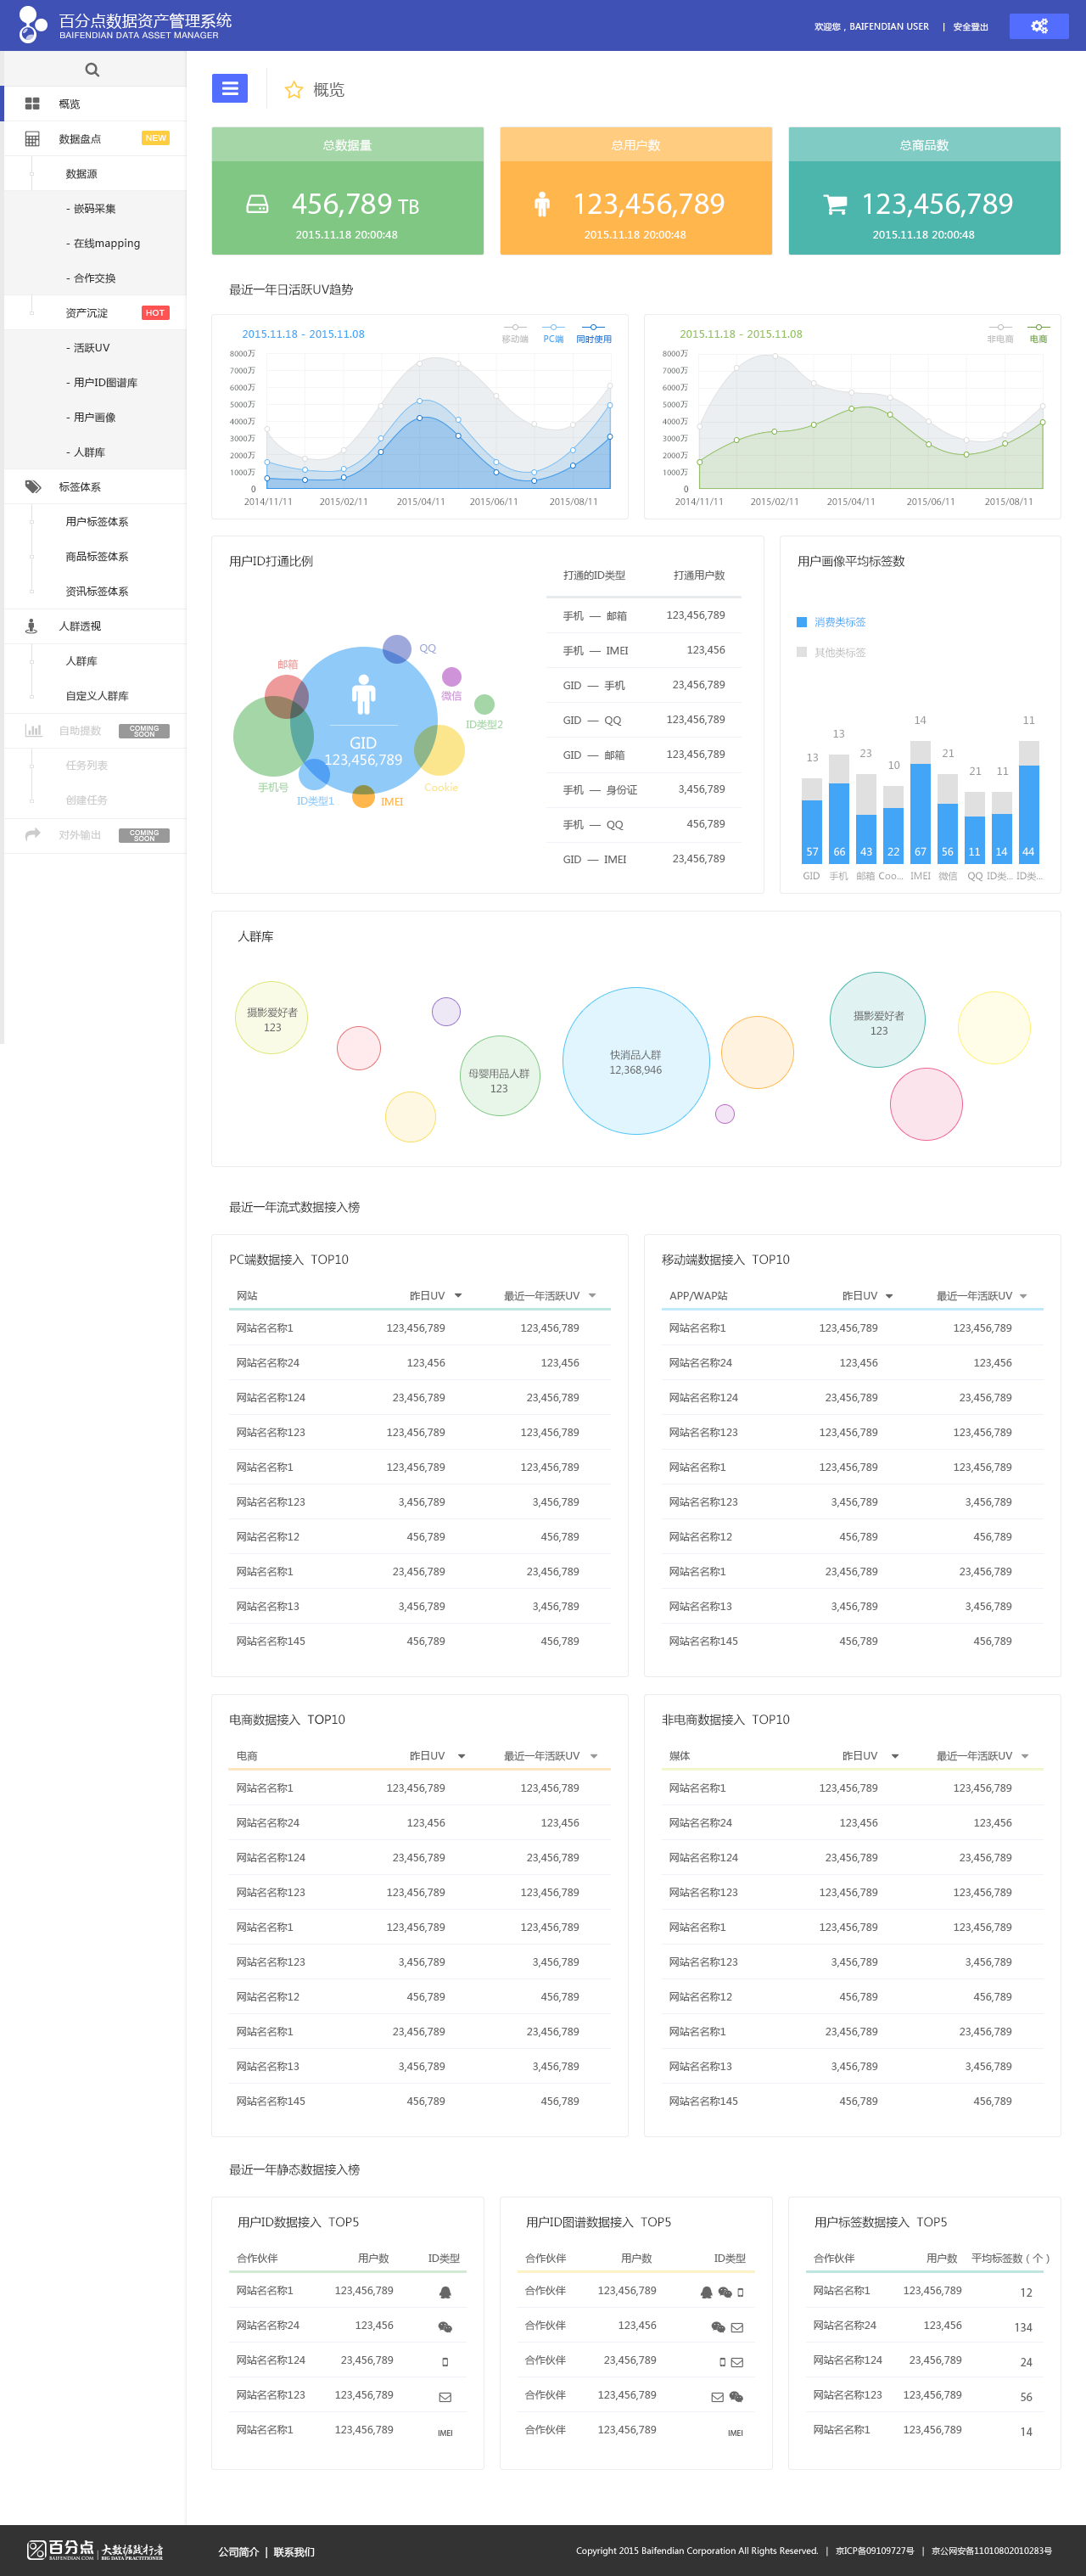 百分点数据资产管理系统
BAIFENDIAN DATA ASSET MANAGER
欢迎您，BAIFENDIAN USER | 安全登出
概览
数据盘点 NEW
数据源
- 嵌码采集
- 在线mapping
- 合作交换
资产沉淀 HOT
- 活跃UV
- 用户ID图谱库
- 用户画像
- 人群库
标签体系
用户标签体系
商品标签体系
资讯标签体系
人群透视
人群库
自定义人群库
自助提数 COMING SOON
任务列表
创建任务
对外输出 COMING SOON
概览
总数据量
456,789 TB
2015.11.18 20:00:48
总用户数
123,456,789
2015.11.18 20:00:48
总商品数
123,456,789
2015.11.18 20:00:48
最近一年日活跃UV趋势
2015.11.18 - 2015.11.08
移动端 PC端 同时使用
8000万
7000万
6000万
5000万
4000万
3000万
2000万
1000万
0
2014/11/11 2015/02/11 2015/04/11 2015/06/11 2015/08/11
2015.11.18 - 2015.11.08
非电商 电商
8000万
7000万
6000万
5000万
4000万
3000万
2000万
1000万
0
2014/11/11 2015/02/11 2015/04/11 2015/06/11 2015/08/11
用户ID打通比例
QQ
邮箱
微信
ID类型2
GID
123,456,789
手机号
Cookie
ID类型1
IMEI
打通的ID类型 打通用户数
手机 — 邮箱 123,456,789
手机 — IMEI 123,456
GID — 手机 23,456,789
GID — QQ 123,456,789
GID — 邮箱 123,456,789
手机 — 身份证 3,456,789
手机 — QQ 456,789
GID — IMEI 23,456,789
用户画像平均标签数
消费类标签
其他类标签
13 13 23 10 14 21 21 11 11
57 66 43 22 67 56 11 14 44
GID 手机 邮箱 Coo... IMEI 微信 QQ ID类... ID类...
人群库
摄影爱好者
123
母婴用品人群
123
快消品人群
12,368,946
摄影爱好者
123
最近一年流式数据接入榜
PC端数据接入 TOP10
网站 昨日UV 最近一年活跃UV
网站名名称1 123,456,789 123,456,789
网站名名称24 123,456 123,456
网站名名称124 23,456,789 23,456,789
网站名名称123 123,456,789 123,456,789
网站名名称1 123,456,789 123,456,789
网站名名称123 3,456,789 3,456,789
网站名名称12 456,789 456,789
网站名名称1 23,456,789 23,456,789
网站名名称13 3,456,789 3,456,789
网站名名称145 456,789 456,789
移动端数据接入 TOP10
APP/WAP站 昨日UV 最近一年活跃UV
网站名名称1 123,456,789 123,456,789
网站名名称24 123,456 123,456
网站名名称124 23,456,789 23,456,789
网站名名称123 123,456,789 123,456,789
网站名名称1 123,456,789 123,456,789
网站名名称123 3,456,789 3,456,789
网站名名称12 456,789 456,789
网站名名称1 23,456,789 23,456,789
网站名名称13 3,456,789 3,456,789
网站名名称145 456,789 456,789
电商数据接入 TOP10
电商 昨日UV 最近一年活跃UV
网站名名称1 123,456,789 123,456,789
网站名名称24 123,456 123,456
网站名名称124 23,456,789 23,456,789
网站名名称123 123,456,789 123,456,789
网站名名称1 123,456,789 123,456,789
网站名名称123 3,456,789 3,456,789
网站名名称12 456,789 456,789
网站名名称1 23,456,789 23,456,789
网站名名称13 3,456,789 3,456,789
网站名名称145 456,789 456,789
非电商数据接入 TOP10
媒体 昨日UV 最近一年活跃UV
网站名名称1 123,456,789 123,456,789
网站名名称24 123,456 123,456
网站名名称124 23,456,789 23,456,789
网站名名称123 123,456,789 123,456,789
网站名名称1 123,456,789 123,456,789
网站名名称123 3,456,789 3,456,789
网站名名称12 456,789 456,789
网站名名称1 23,456,789 23,456,789
网站名名称13 3,456,789 3,456,789
网站名名称145 456,789 456,789
最近一年静态数据接入榜
用户ID数据接入 TOP5
合作伙伴 用户数 ID类型
网站名名称1 123,456,789
网站名名称24 123,456
网站名名称124 23,456,789
网站名名称123 123,456,789
网站名名称1 123,456,789 IMEI
用户ID图谱数据接入 TOP5
合作伙伴 用户数 ID类型
合作伙伴 123,456,789
合作伙伴 123,456
合作伙伴 23,456,789
合作伙伴 123,456,789
合作伙伴 123,456,789 IMEI
用户标签数据接入 TOP5
合作伙伴 用户数 平均标签数（个）
网站名名称1 123,456,789 12
网站名名称24 123,456 134
网站名名称124 23,456,789 24
网站名名称123 123,456,789 56
网站名名称1 123,456,789 14
百分点 大数据践行者
BAIFENDIAN.COM BIG DATA PRACTITIONER
公司简介 | 联系我们
Copyright 2015 Baifendian Corporation All Rights Reserved. | 京ICP备09109727号 | 京公网安备11010802010283号